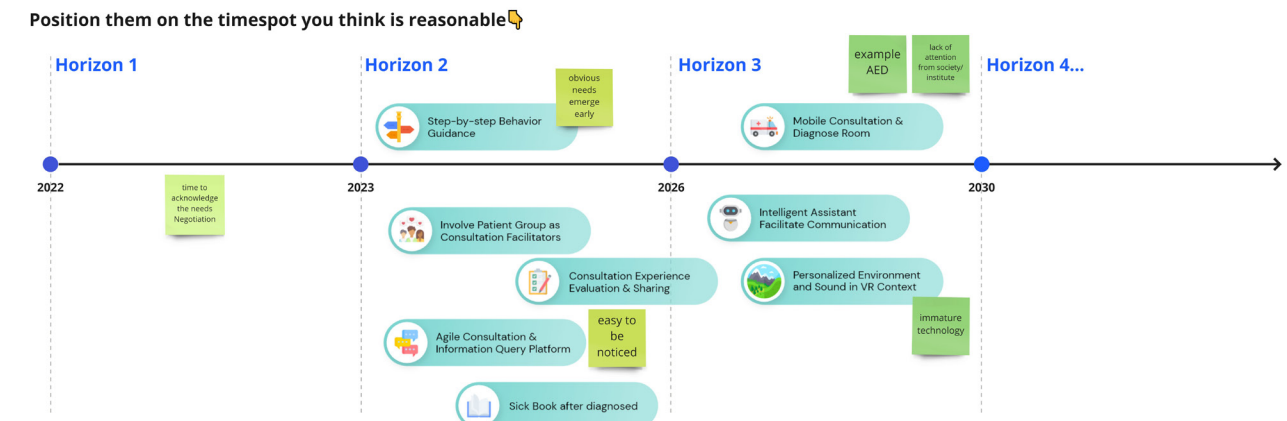 Position them on the timespot you think is reasonable👇
Horizon 1
Horizon 2
Horizon 3
Horizon 4...
example
AED
lack of
attention
from society/
institute
obvious
needs
emerge
early
Step-by-step Behavior
Guidance
Mobile Consultation &
Diagnose Room
2022
2023
2026
2030
time to
acknowledge
the needs
Negotiation
Involve Patient Group as
Consultation Facilitators
Intelligent Assistant
Facilitate Communication
Consultation Experience
Evaluation & Sharing
Personalized Environment
and Sound in VR Context
immature
technology
easy to
be
noticed
Agile Consultation &
Information Query Platform
Sick Book after diagnosed